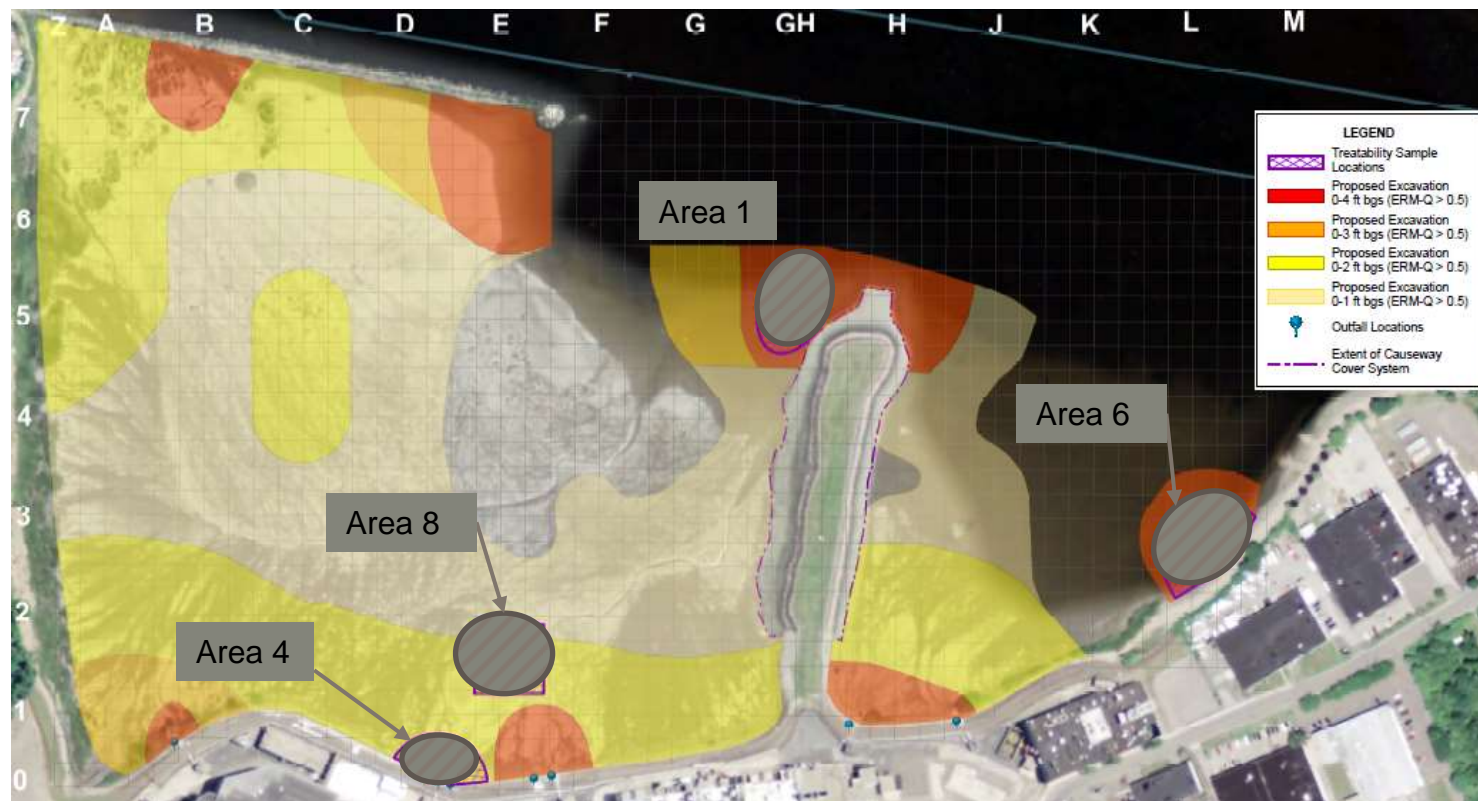 Z A B C D E F G GH H J K L M
7
6
5
4
3
2
1
0
Area 1
Area 6
Area 8
Area 4
LEGEND
Treatability Sample
Locations
Proposed Excavation
0-4 ft bgs (ERM-Q > 0.5)
Proposed Excavation
0-3 ft bgs (ERM-Q > 0.5)
Proposed Excavation
0-2 ft bgs (ERM-Q > 0.5)
Proposed Excavation
0-1 ft bgs (ERM-Q > 0.5)
Outfall Locations
Extent of Causeway
Cover System